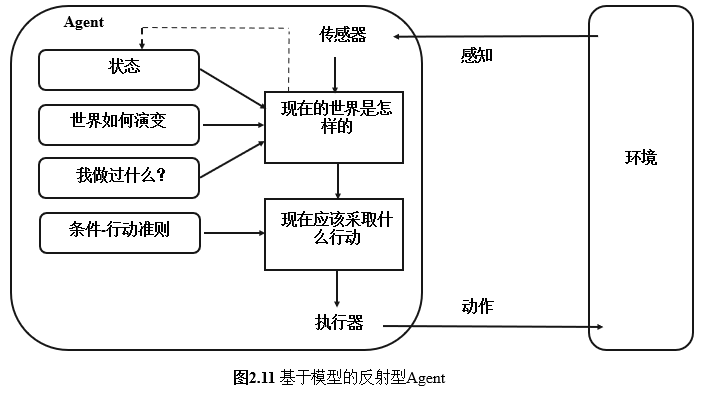 Agent
传感器
感知
状态
世界如何演变
现在的世界是怎
样的
我做过什么？
环境
条件-行动准则
现在应该采取什
么行动
执行器
动作
图2.11 基于模型的反射型Agent